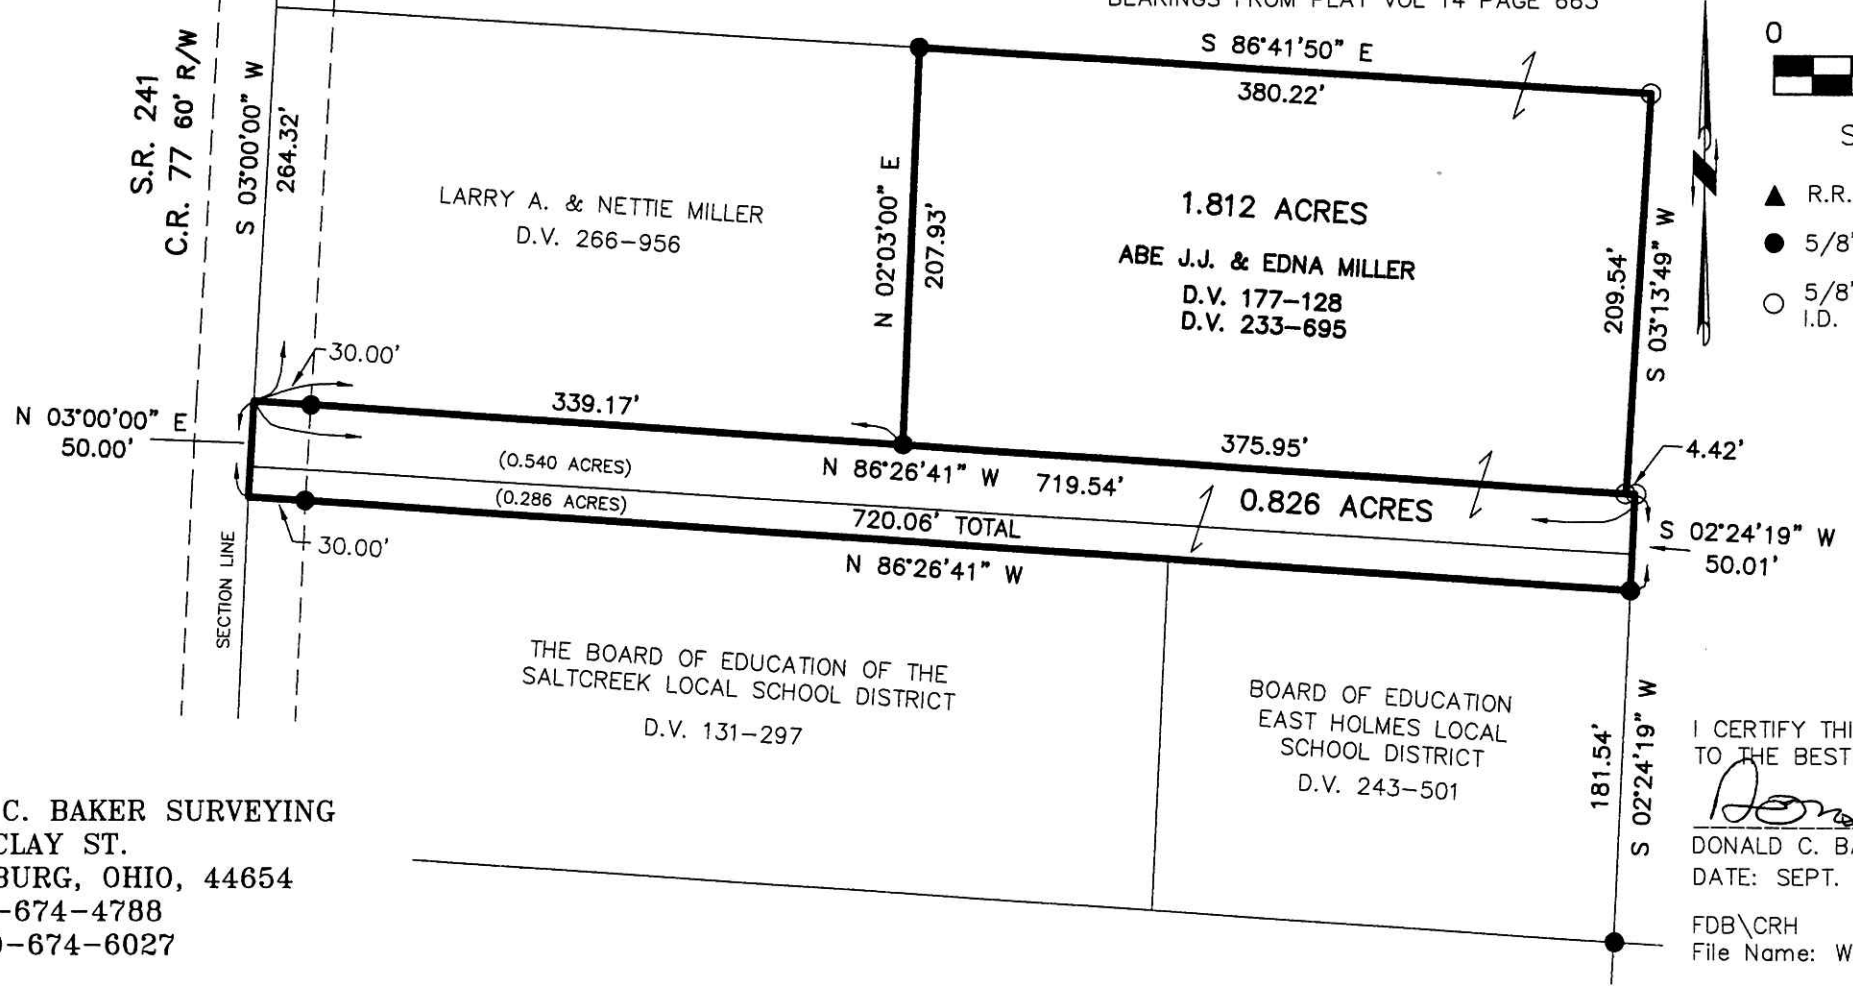 BEARINGS FROM PLAT VOL 14 PAGE 663
S 86°41'50" E
380.22'
0
S.R. 241
C.R. 77 60' R/W
S 03°00'00" W
264.32'
LARRY A. & NETTIE MILLER
D.V. 266-956
N 02°03'00" E
207.93'
1.812 ACRES
ABE J.J. & EDNA MILLER
D.V. 177-128
D.V. 233-695
209.54'
S 03°13'49" W
R.R.
5/8"
5/8"
I.D.
30.00'
N 03°00'00" E
50.00'
339.17'
375.95'
4.42'
(0.540 ACRES)
N 86°26'41" W 719.54'
(0.286 ACRES)
0.826 ACRES
720.06' TOTAL
N 86°26'41" W
S 02°24'19" W
50.01'
30.00'
SECTION LINE
THE BOARD OF EDUCATION OF THE
SALTCREEK LOCAL SCHOOL DISTRICT
D.V. 131-297
BOARD OF EDUCATION
EAST HOLMES LOCAL
SCHOOL DISTRICT
D.V. 243-501
181.54'
S 02°24'19" W
I CERTIFY THI
TO THE BEST
DONALD C. BA
DATE: SEPT.
FDB\CRH
File Name: W
C. BAKER SURVEYING
CLAY ST.
BURG, OHIO, 44654
-674-4788
-674-6027